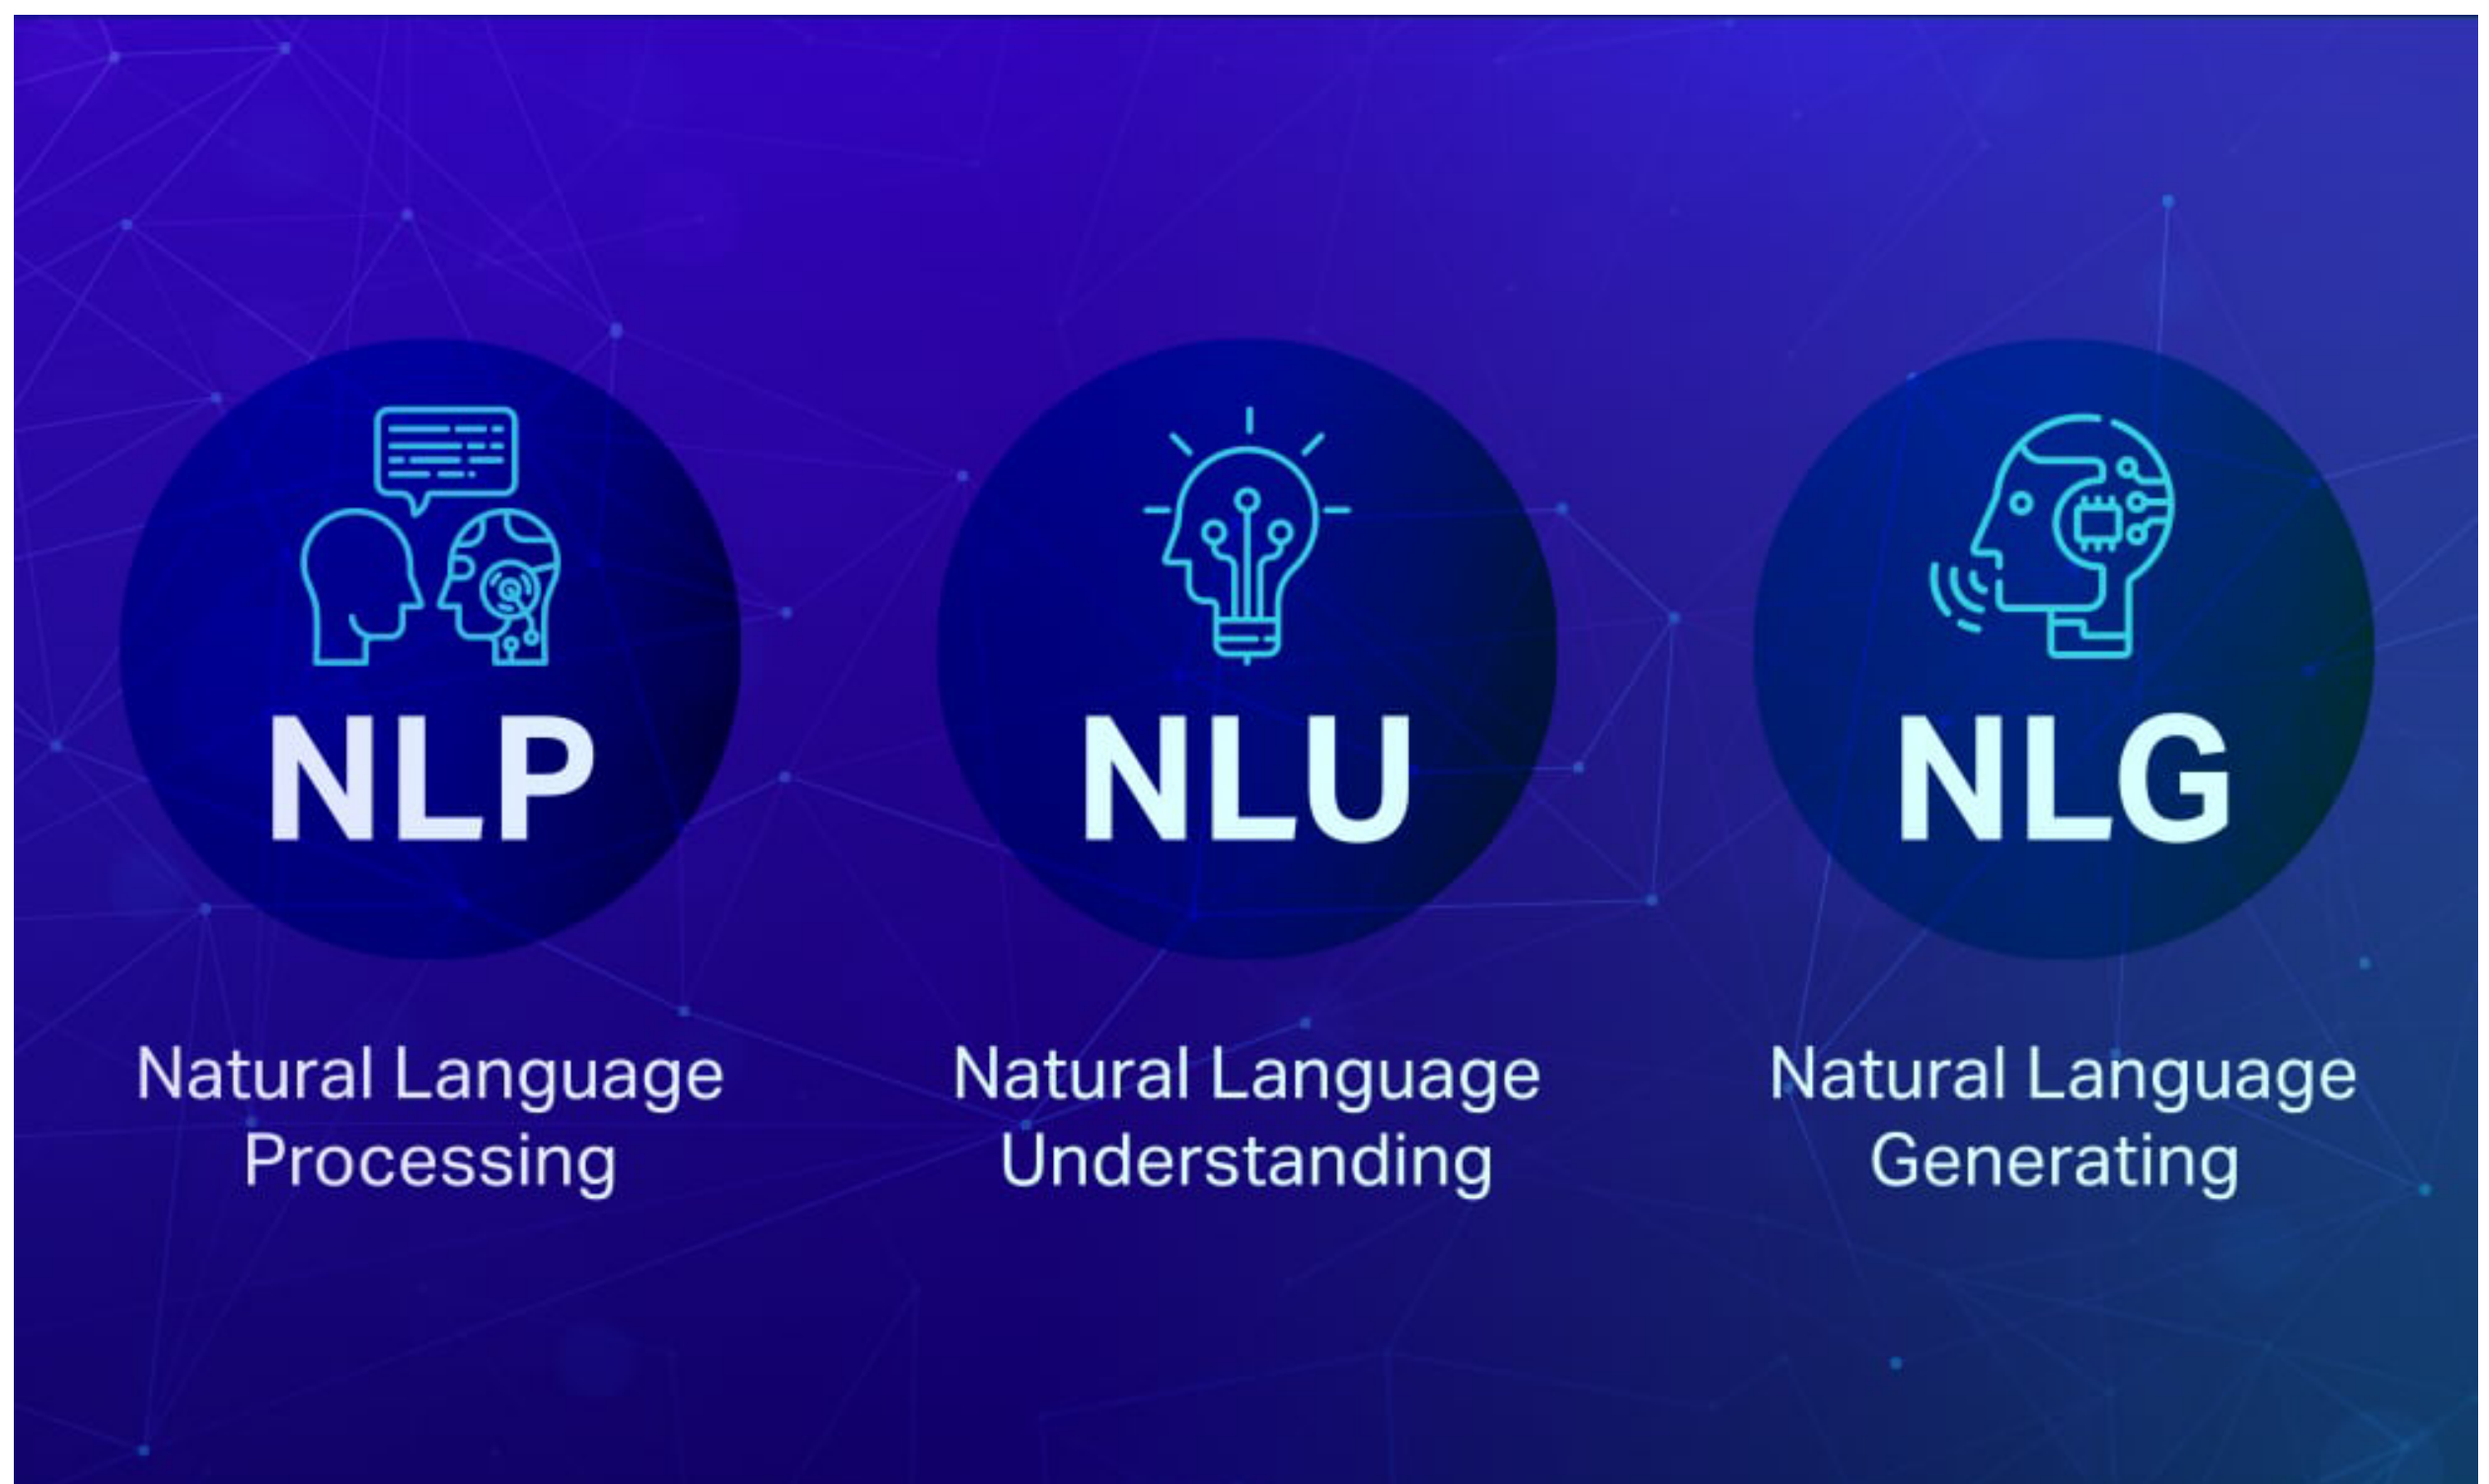 NLP
Natural Language
Processing
NLU
Natural Language
Understanding
NLG
Natural Language
Generating